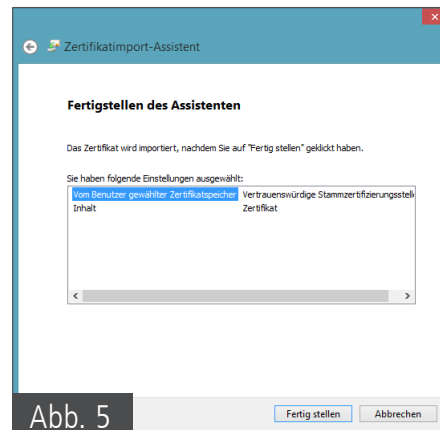 Zertifikatimport-Assistent
Fertigstellen des Assistenten
Das Zertifikat wird importiert, nachdem Sie auf "Fertig stellen" geklickt haben.
Sie haben folgende Einstellungen ausgewählt:
Vom Benutzer gewählter Zertifikatspeicher Vertrauenswürdige Stammzertifizierungsstell
Inhalt Zertifikat
Fertig stellen Abbrechen
Abb. 5